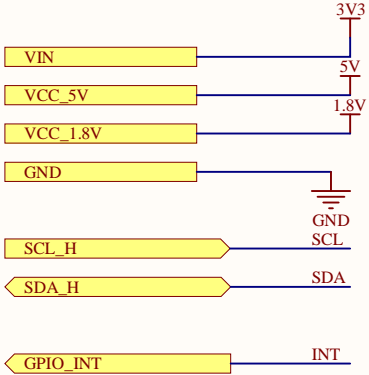 3V3
VIN
5V
VCC_5V
1.8V
VCC_1.8V
GND
GND
SCL
SCL_H
SDA
SDA_H
INT
GPIO_INT